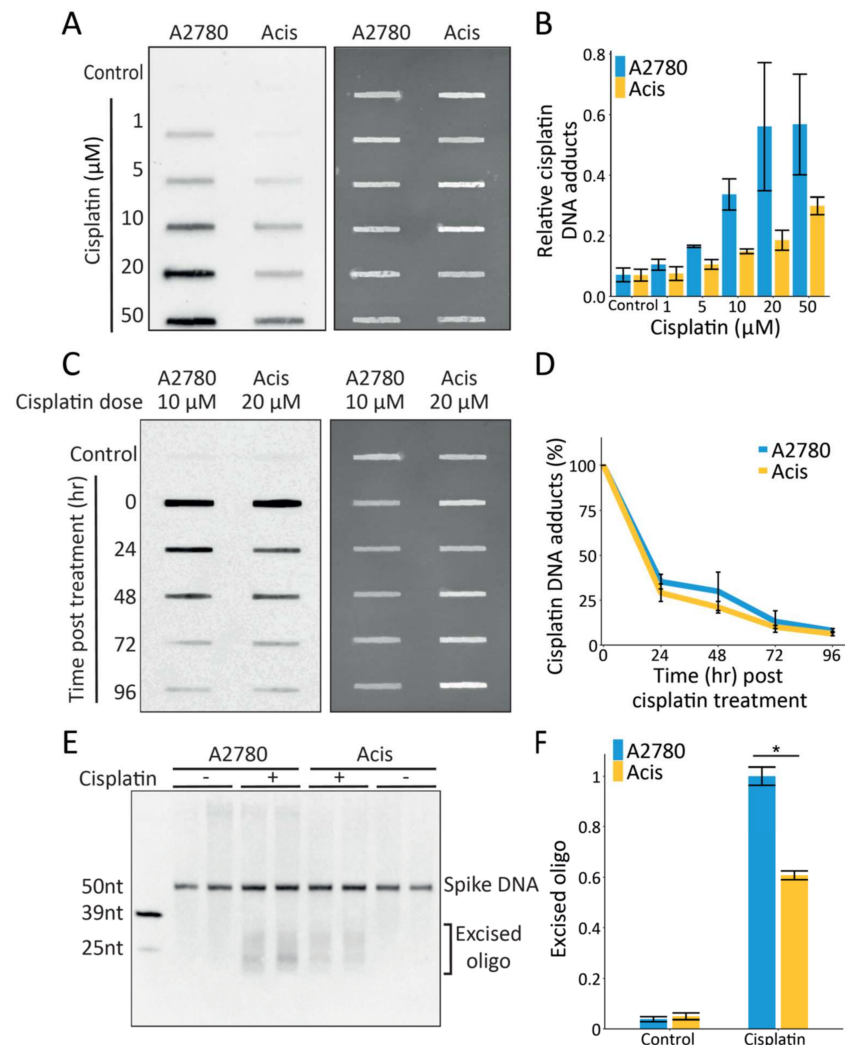 A
A2780 Acis
A2780 Acis
Control
Cisplatin (μM)
1
5
10
20
50
B
A2780
Acis
Relative cisplatin
DNA adducts
0.8
0.6
0.4
0.2
0.0
Control 1 5 10 20 50
Cisplatin (μM)
C
A2780 Acis
A2780 Acis
Cisplatin dose 10 μM 20 μM
10 μM 20 μM
Control
Time post treatment (hr)
0
24
48
72
96
D
A2780
Acis
Cisplatin DNA adducts (%)
100
75
50
25
0
0 24 48 72 96
Time (hr) post
cisplatin treatment
E
A2780 Acis
Cisplatin - + + -
50nt
39nt
25nt
Spike DNA
Excised
oligo
F
A2780
Acis
*
Excised oligo
1
0.8
0.6
0.4
0.2
0
Control Cisplatin